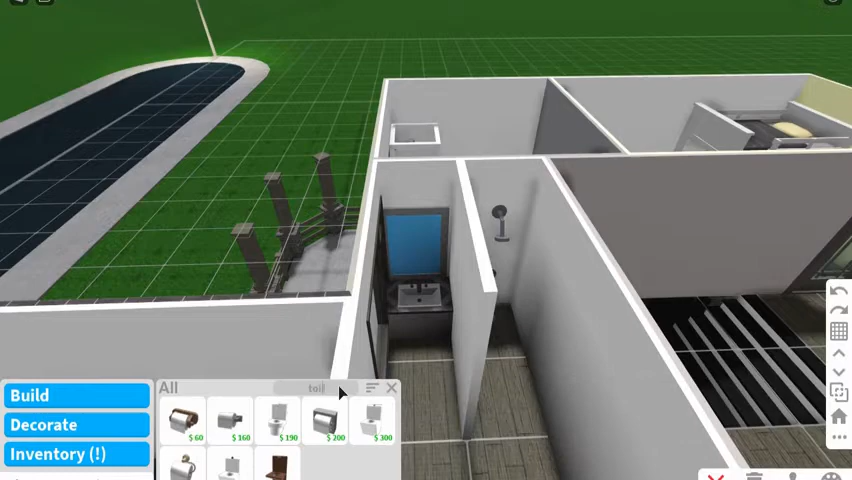 All
toil
Build
Decorate
Inventory (!)
$ 60
$ 160
$ 190
$ 200
$ 300